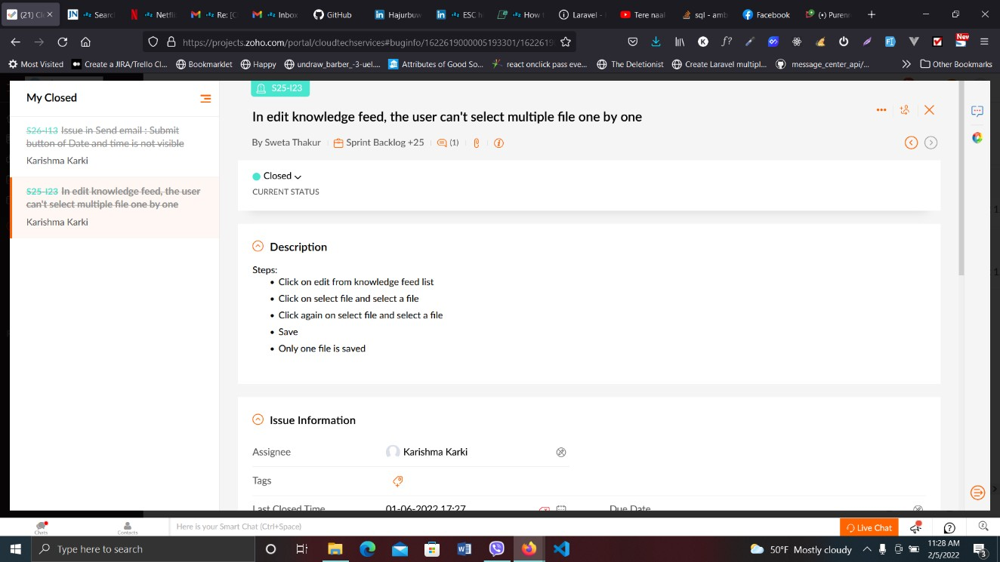 (21) Cl
JN
Searc
Netfli
Re: [C
Inbox
GitHub
Hajurbuw
ESC h
How t
Laravel -
Tere naal
sql - amb
Facebook
(•) Puren
https://projects.zoho.com/portal/cloudtechservices#buginfo/1622619000005193301/1622619
New
Most Visited
Create a JIRA/Trello Cl...
Bookmarklet
Happy
undraw_barber_-3-uel....
Attributes of Good So...
react onclick pass eve...
The Deletionist
Create Laravel multipl...
message_center_api/...
Other Bookmarks
My Closed
S26-I13 Issue in Send email : Submit
button of Date and time is not visible
Karishma Karki
S25-I23 In edit knowledge feed, the user
can't select multiple file one by one
Karishma Karki
S25-I23
In edit knowledge feed, the user can't select multiple file one by one
By Sweta Thakur
Sprint Backlog +25
(1)
Closed
CURRENT STATUS
Description
Steps:
• Click on edit from knowledge feed list
• Click on select file and select a file
• Click again on select file and select a file
• Save
• Only one file is saved
Issue Information
Assignee
Karishma Karki
Tags
Last Closed Time
01-06-2022 17:27
Due Date
Chats
Contacts
Here is your Smart Chat (Ctrl+Space)
Live Chat
Type here to search
50°F Mostly cloudy
11:28 AM
2/5/2022
3